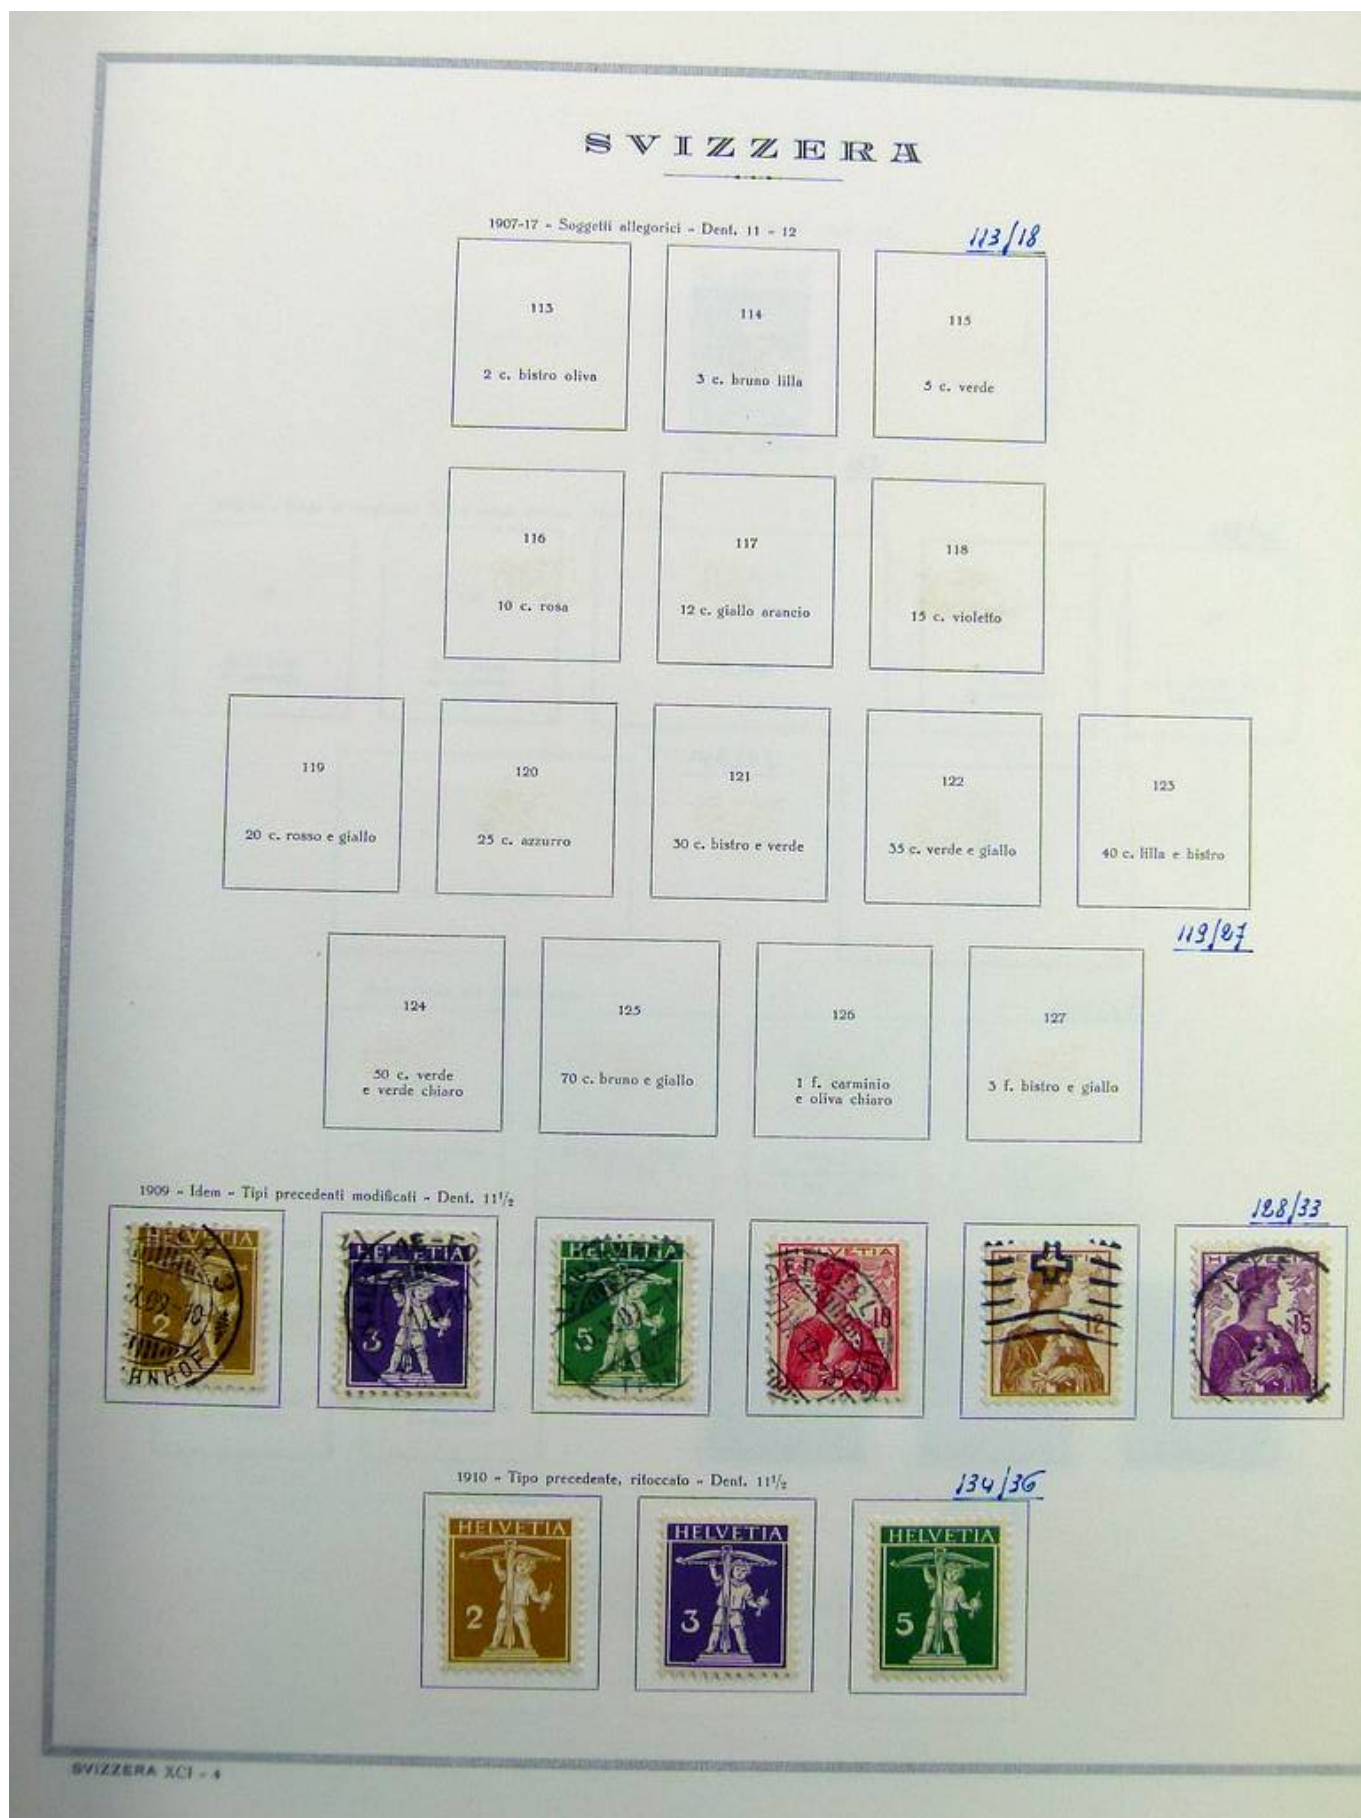 SVIZZERA
1907-17 - Soggetti allegorici - Dent. 11 - 12
113/18
113
2 c. bistro oliva
114
3 c. bruno lilla
115
5 c. verde
116
10 c. rosa
117
12 c. giallo arancio
118
15 c. violetto
119
20 c. rosso e giallo
120
25 c. azzurro
121
30 c. bistro e verde
122
35 c. verde e giallo
123
40 c. lilla e bistro
119/27
124
50 c. verde
e verde chiaro
125
70 c. bruno e giallo
126
1 f. carminio
e oliva chiaro
127
3 f. bistro e giallo
1909 - Idem - Tipi precedenti modificati - Dent. 11½
128/33
HELVETIA
2
HELVETIA
3
HELVETIA
5
HELVETIA
10
HELVETIA
12
HELVETIA
15
1910 - Tipo precedente, ritoccato - Dent. 11½
134/36
HELVETIA
2
HELVETIA
3
HELVETIA
5
SVIZZERA XCI - 4